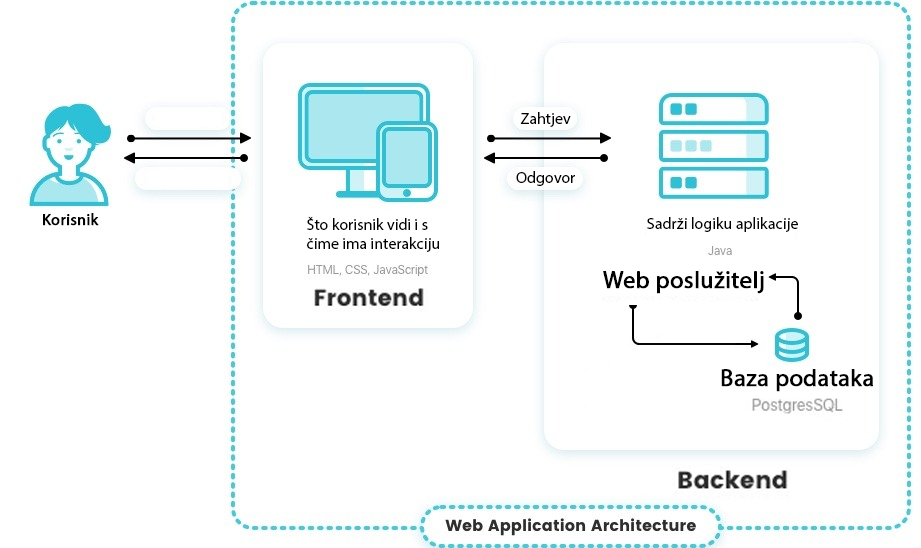 Korisnik
Što korisnik vidi i s
čime ima interakciju
HTML, CSS, JavaScript
Frontend
Zahtjev
Odgovor
Sadrži logiku aplikacije
Java
Web poslužitelj
Baza podataka
PostgresSQL
Backend
Web Application Architecture